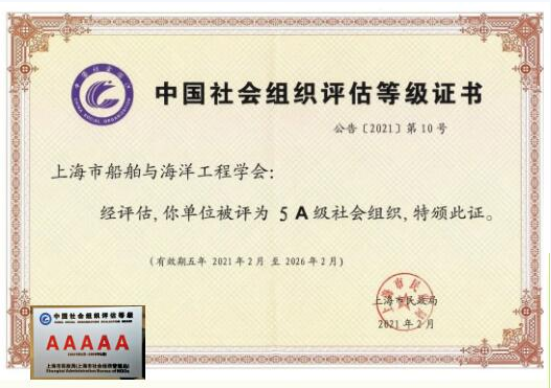 中国社会组织评估等级证书
公告〔2021〕第10号
上海市船舶与海洋工程学会:
经评估,你单位被评为 5A级社会组织,特颁此证。
(有效期五年 2021年2月 至 2026年2月)
上海市民政局
2021年2月
中国社会组织评估等级
AAAAA